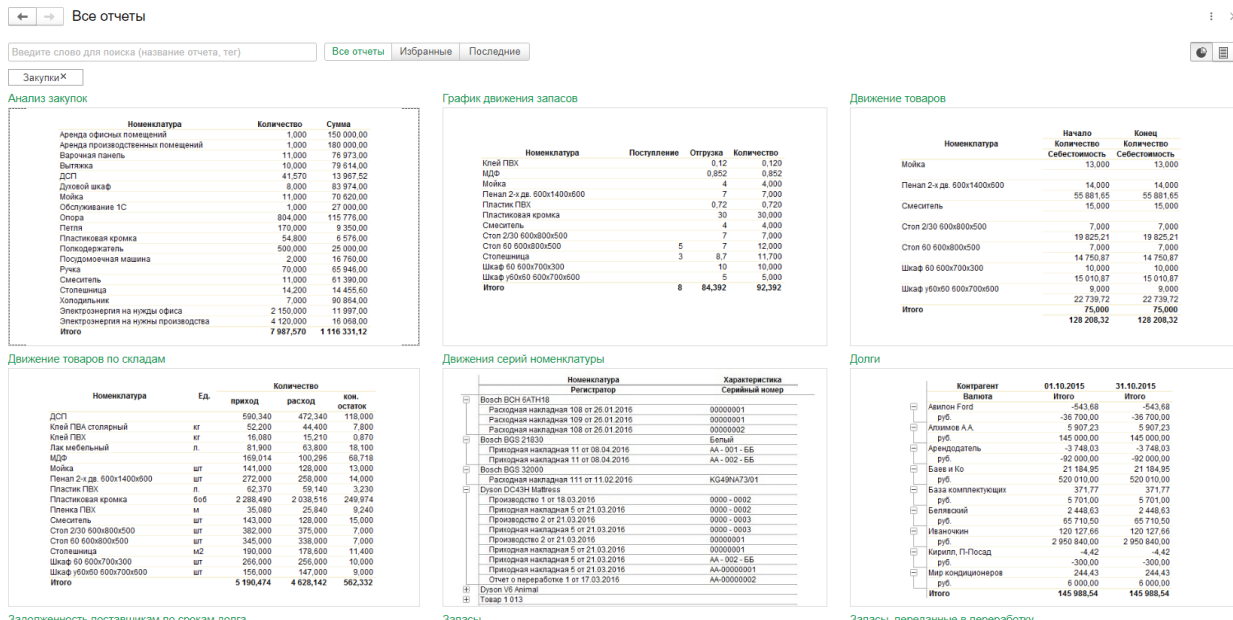 Все отчеты
Введите слово для поиска (название отчета, тег)
Все отчеты Избранные Последние
Закупки×
Анализ закупок
Номенклатура Количество Сумма
Аренда офисных помещений 1,000 150 000,00
Аренда производственных помещений 1,000 180 000,00
Варочная панель 11,000 76 973,00
Вытяжка 10,000 79 614,00
ДСП 41,570 13 967,52
Духовой шкаф 8,000 83 974,00
Мойка 11,000 70 620,00
Обслуживание 1С 1,000 27 000,00
Опора 804,000 115 776,00
Петля 170,000 9 350,00
Пластиковая кромка 54,800 6 576,00
Полкодержатель 500,000 25 000,00
Посудомоечная машина 2,000 16 760,00
Ручка 70,000 65 946,00
Смеситель 11,000 61 390,00
Столешница 14,200 14 455,60
Холодильник 7,000 90 864,00
Электроэнергия на нужды офиса 2 150,000 11 997,00
Электроэнергия на нужны производства 4 120,000 16 068,00
Итого 7 987,570 1 116 331,12
График движения запасов
Номенклатура Поступление Отгрузка Количество
Клей ПВХ 0,12 0,120
МДФ 0,852 0,852
Мойка 4 4,000
Пенал 2-х дв. 600х1400х600 7 7,000
Пластик ПВХ 0,72 0,720
Пластиковая кромка 30 30,000
Смеситель 4 4,000
Стол 2/30 600х800х500 7 7,000
Стол 60 600х800х500 5 7 12,000
Столешница 3 8,7 11,700
Шкаф 60 600х700х300 10 10,000
Шкаф у60х60 600х700х600 5 5,000
Итого 8 84,392 92,392
Движение товаров
Начало Конец
Номенклатура Количество Количество
Себестоимость Себестоимость
Мойка 13,000 13,000
Пенал 2-х дв. 600х1400х600 14,000 14,000
55 881,65 55 881,65
Смеситель 15,000 15,000
Стол 2/30 600х800х500 7,000 7,000
19 825,21 19 825,21
Стол 60 600х800х500 7,000 7,000
14 750,87 14 750,87
Шкаф 60 600х700х300 10,000 10,000
15 010,87 15 010,87
Шкаф у60х60 600х700х600 9,000 9,000
22 739,72 22 739,72
Итого 75,000 75,000
128 208,32 128 208,32
Движение товаров по складам
Номенклатура Ед. Количество
приход расход кон. остаток
ДСП 590,340 472,340 118,000
Клей ПВА столярный кг 52,200 44,400 7,800
Клей ПВХ кг 16,080 15,210 0,870
Лак мебельный л. 81,900 63,800 18,100
МДФ 169,014 100,296 68,718
Мойка шт 141,000 128,000 13,000
Пенал 2-х дв. 600х1400х600 шт 272,000 258,000 14,000
Пластик ПВХ л. 62,370 59,140 3,230
Пластиковая кромка боб 2 288,490 2 038,516 249,974
Пленка ПВХ м 35,080 25,840 9,240
Смеситель шт 143,000 128,000 15,000
Стол 2/30 600х800х500 шт 382,000 375,000 7,000
Стол 60 600х800х500 шт 345,000 338,000 7,000
Столешница м2 190,000 178,600 11,400
Шкаф 60 600х700х300 шт 266,000 256,000 10,000
Шкаф у60х60 600х700х600 шт 156,000 147,000 9,000
Итого 5 190,474 4 628,142 562,332
Движения серий номенклатуры
Номенклатура Характеристика
Регистратор Серийный номер
Bosch BCH 6ATH18
Расходная накладная 108 от 26.01.2016 00000001
Расходная накладная 109 от 26.01.2016 00000001
Расходная накладная 108 от 26.01.2016 00000002
Bosch BGS 21830 Белый
Приходная накладная 11 от 08.04.2016 АА - 001 - ББ
Приходная накладная 11 от 08.04.2016 АА - 002 - ББ
Bosch BGS 32000
Расходная накладная 111 от 11.02.2016 KG49NA73/01
Dyson DC43H Mattress
Производство 1 от 18.03.2016 0000 - 0002
Приходная накладная 5 от 21.03.2016 0000 - 0002
Производство 2 от 21.03.2016 0000 - 0003
Приходная накладная 5 от 21.03.2016 0000 - 0003
Производство 2 от 21.03.2016 00000001
Приходная накладная 5 от 21.03.2016 00000001
Приходная накладная 5 от 21.03.2016 АА - 002 - ББ
Приходная накладная 5 от 21.03.2016 АА-00000001
Отчет о переработке 1 от 17.03.2016 АА-00000002
Dyson V6 Animal
Товар 1 013
Долги
Контрагент 01.10.2015 31.10.2015
Валюта Итого Итого
Авилон Ford -543,68 -543,68
руб. -36 700,00 -36 700,00
Алхимов А.А. 5 907,23 5 907,23
руб. 145 000,00 145 000,00
Арендодатель -3 748,03 -3 748,03
руб. -92 000,00 -92 000,00
Баев и Ко 21 184,95 21 184,95
руб. 520 010,00 520 010,00
База комплектующих 371,77 371,77
руб. 5 701,00 5 701,00
Белявский 2 448,63 2 448,63
руб. 65 710,50 65 710,50
Иваночкин 120 127,66 120 127,66
руб. 2 950 840,00 2 950 840,00
Кирилл, П-Посад -4,42 -4,42
руб. -300,00 -300,00
Мир кондиционеров 244,43 244,43
руб. 6 000,00 6 000,00
Итого 145 988,54 145 988,54
Задолженность поставщикам по срокам долга
Запасы
Запасы, переданные в переработку